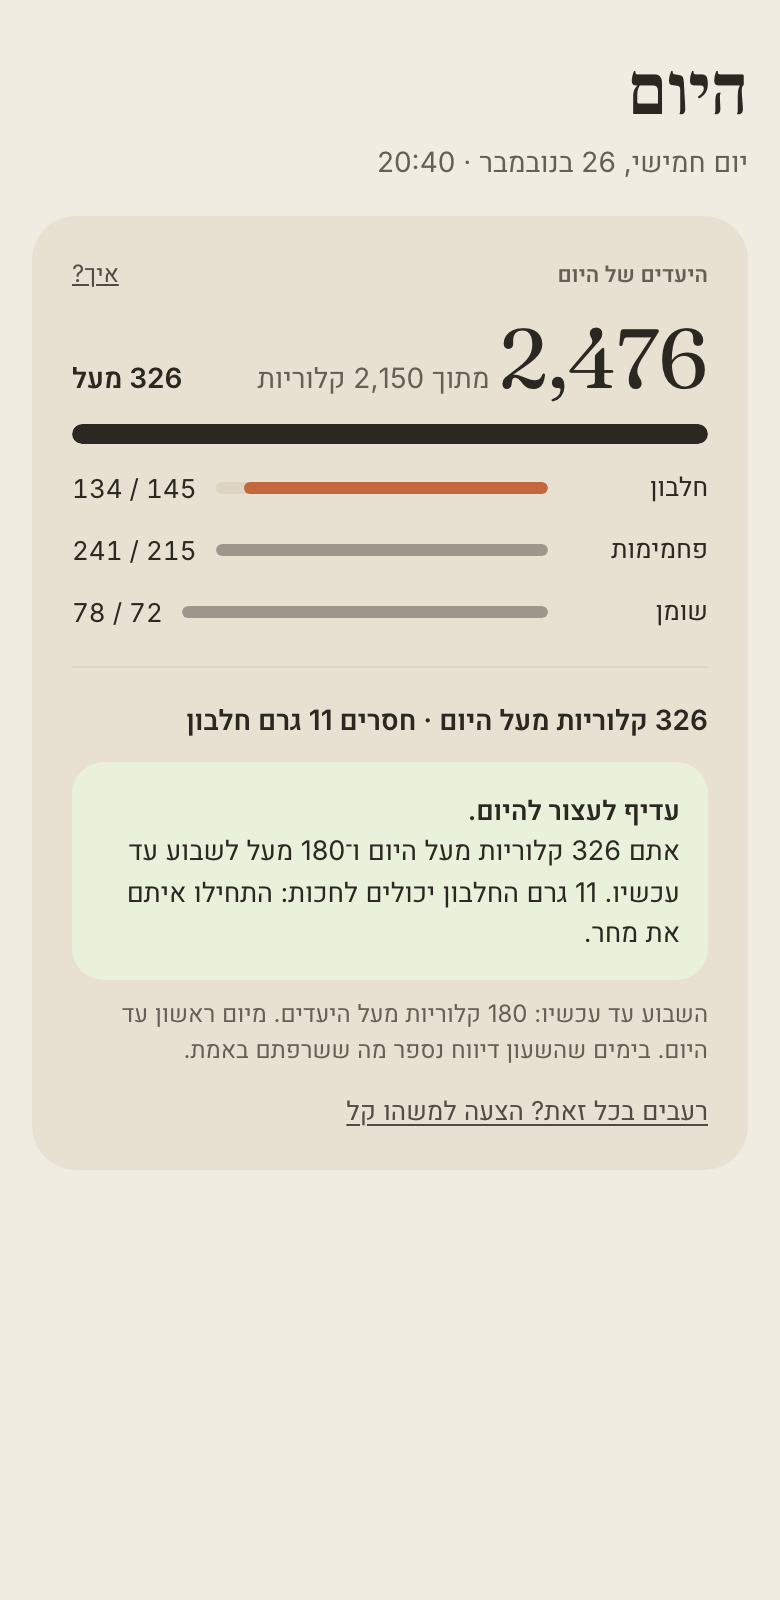 היום
יום חמישי, 26 בנובמבר · 20:40
היעדים של היום
איך?
2,476 מתוך 2,150 קלוריות
326 מעל
חלבון 134 / 145
פחמימות 241 / 215
שומן 78 / 72
326 קלוריות מעל היום · חסרים 11 גרם חלבון
עדיף לעצור להיום.
אתם 326 קלוריות מעל היום ו־180 מעל לשבוע עד
עכשיו. 11 גרם החלבון יכולים לחכות: התחילו איתם
את מחר.
השבוע עד עכשיו: 180 קלוריות מעל היעדים. מיום ראשון עד
היום. בימים שהשעון דיווח נספר מה ששרפתם באמת.
רעבים בכל זאת? הצעה למשהו קל